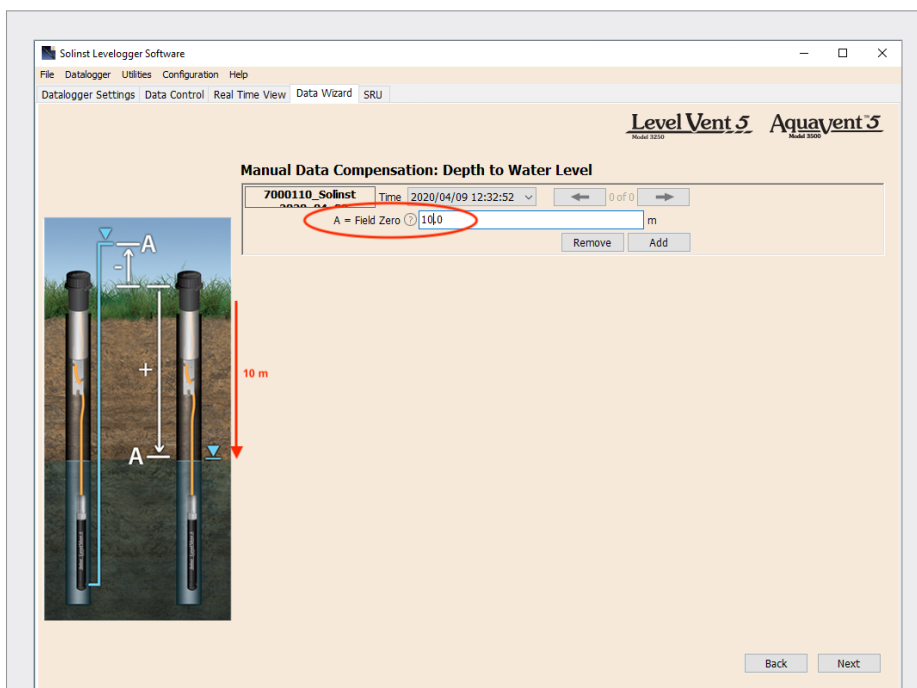 Solinst Levelogger Software
File Datalogger Utilities Configuration Help
Datalogger Settings Data Control Real Time View Data Wizard SRU
Level Vent 5 Aquavent™5
Model 3250 Model 3500
Manual Data Compensation: Depth to Water Level
7000110_Solinst Time 2020/04/09 12:32:52 0 of 0
A = Field Zero ? 10.0 m
Remove Add
A
-
+
10 m
A
Back Next